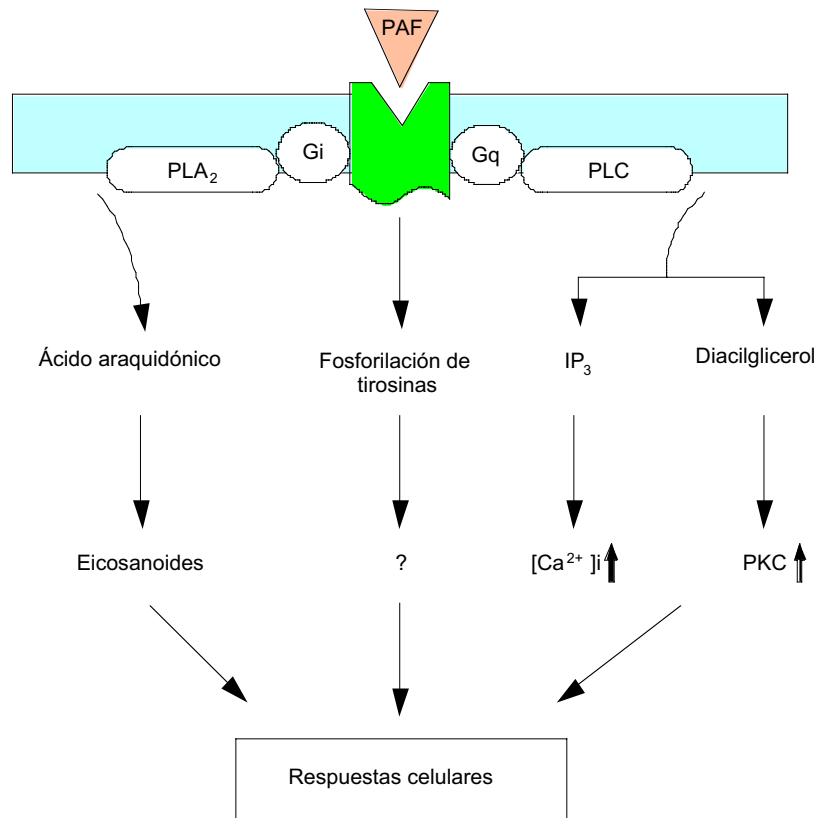 PAF
PLA₂
Gi
Gq
PLC
Ácido araquidónico
Fosforilación de
tirosinas
IP₃
Diacilglicerol
Eicosanoides
?
[Ca²⁺ ]i
PKC
Respuestas celulares